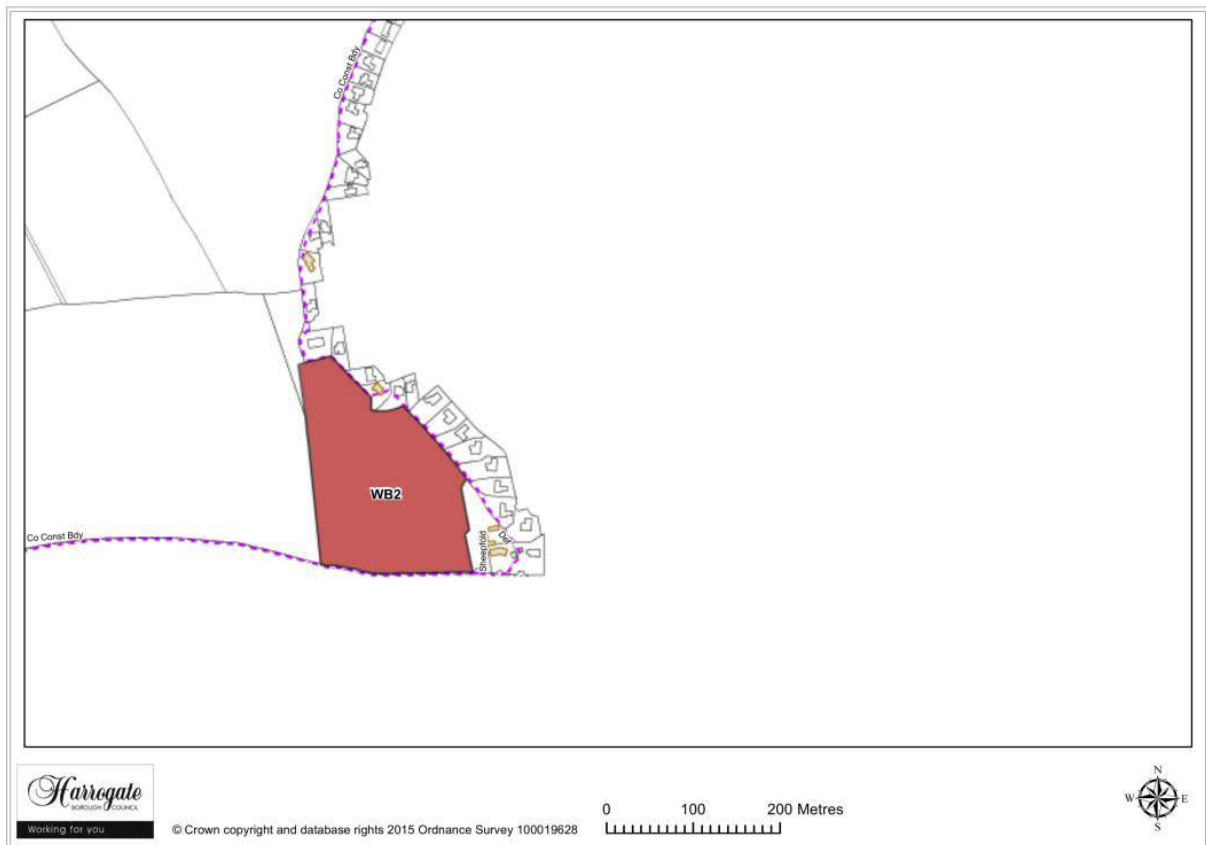 Co Const Bdy
WB2
Co Const Bdy
Sheepfold
Def
Harrogate
BOROUGH COUNCIL
Working for you
© Crown copyright and database rights 2015 Ordnance Survey 100019628
0 100 200 Metres
N
W E
S